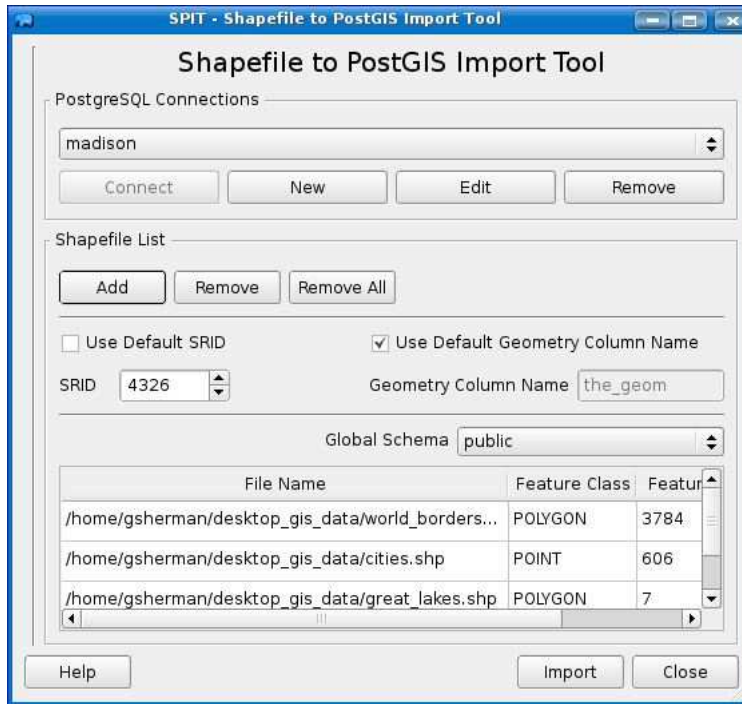 SPIT - Shapefile to PostGIS Import Tool
Shapefile to PostGIS Import Tool
PostgreSQL Connections
madison
Connect New Edit Remove
Shapefile List
Add Remove Remove All
Use Default SRID Use Default Geometry Column Name
SRID 4326 Geometry Column Name the_geom
Global Schema public
File Name Feature Class Featur
/home/gsherman/desktop_gis_data/world_borders... POLYGON 3784
/home/gsherman/desktop_gis_data/cities.shp POINT 606
/home/gsherman/desktop_gis_data/great_lakes.shp POLYGON 7
Help Import Close